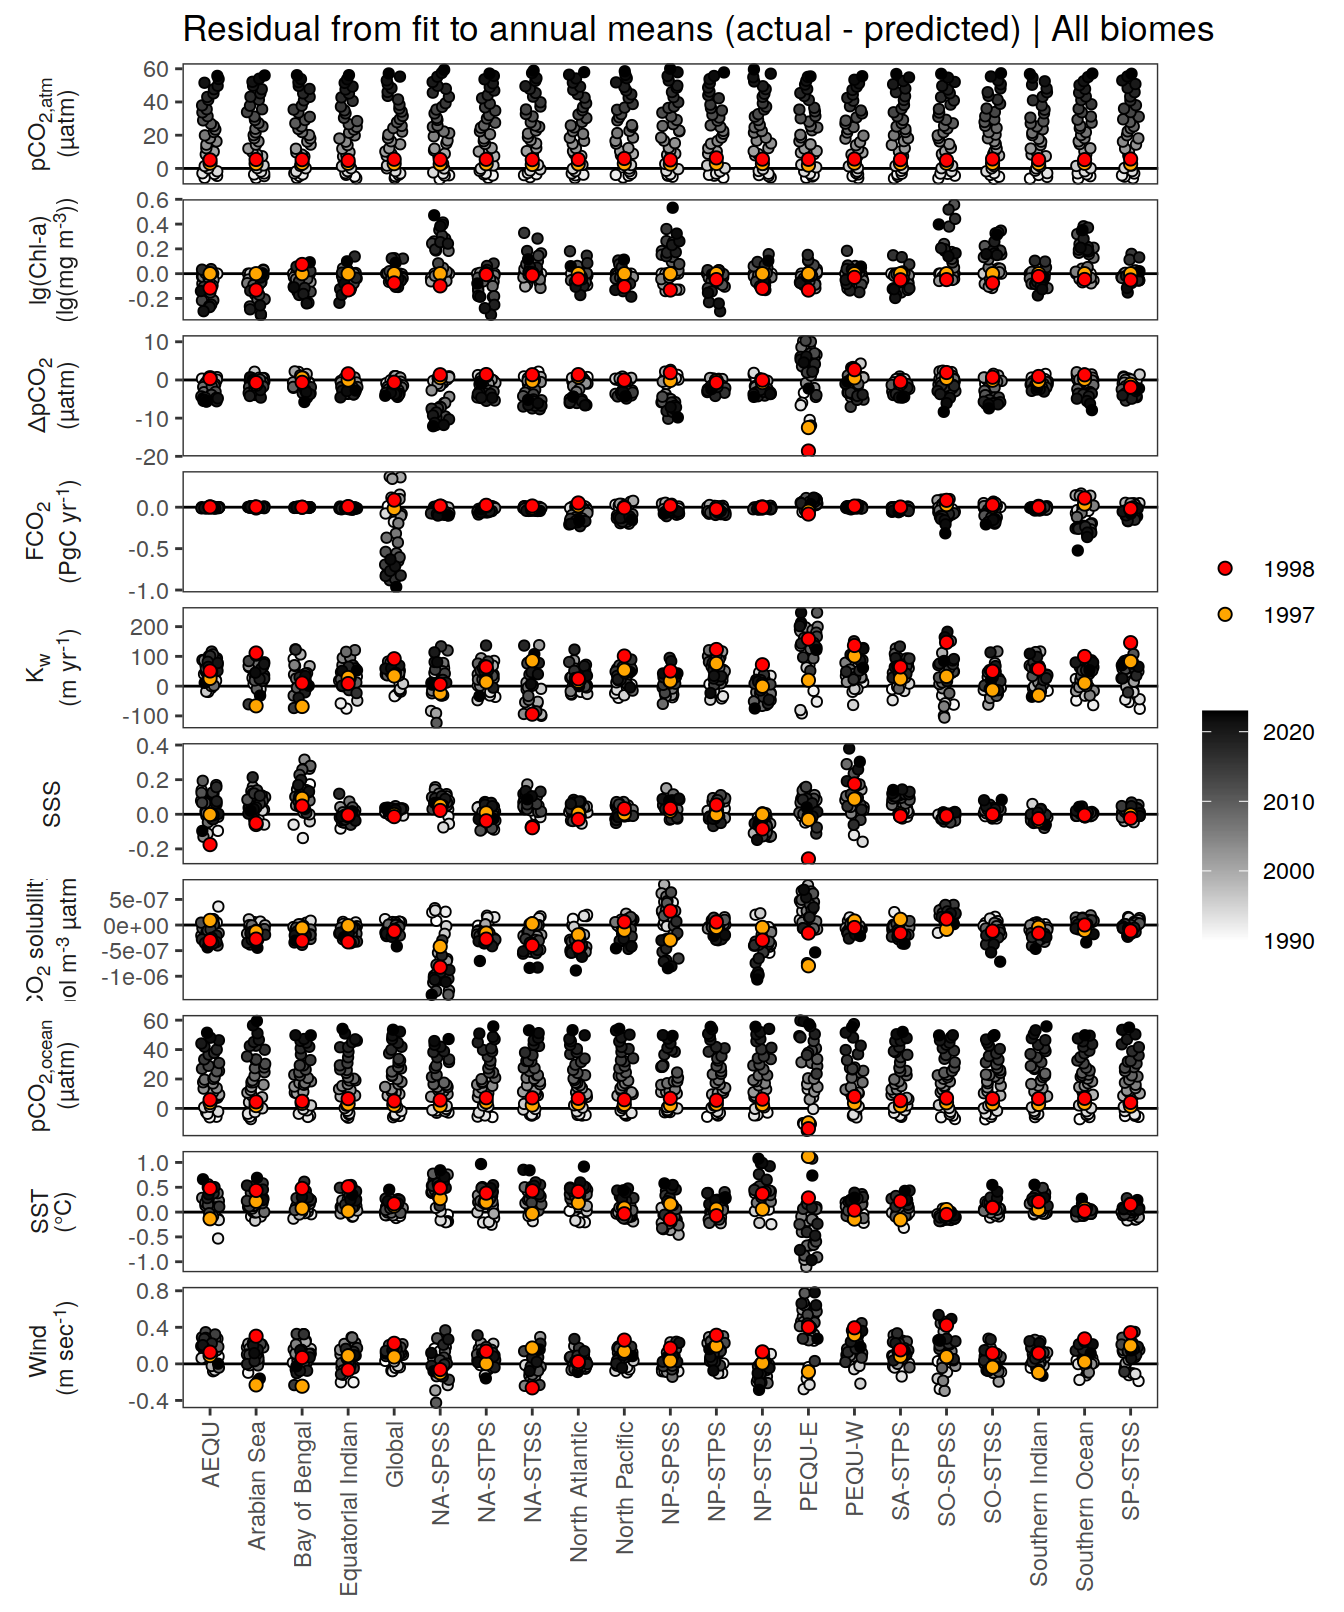 Residual from fit to annual means (actual - predicted) | All biomes
pCO2,atm
(µatm)
60
40
20
0
lg(Chl-a)
(lg(mg m-3))
0.6
0.4
0.2
0.0
-0.2
ΔpCO2
(µatm)
10
0
-10
-20
FCO2
(PgC yr-1)
0.0
-0.5
-1.0
Kw
(m yr-1)
200
100
0
-100
SSS
0.4
0.2
0.0
-0.2
CO2 solubility
ol m-3 µatm
5e-07
0e+00
-5e-07
-1e-06
pCO2,ocean
(µatm)
60
40
20
0
SST
(°C)
1.0
0.5
0.0
-0.5
-1.0
Wind
(m sec-1)
0.8
0.4
0.0
-0.4
AEQU
Arabian Sea
Bay of Bengal
Equatorial Indian
Global
NA-SPSS
NA-STPS
NA-STSS
North Atlantic
North Pacific
NP-SPSS
NP-STPS
NP-STSS
PEQU-E
PEQU-W
SA-STPS
SO-SPSS
SO-STSS
Southern Indian
Southern Ocean
SP-STSS
1998
1997
2020
2010
2000
1990